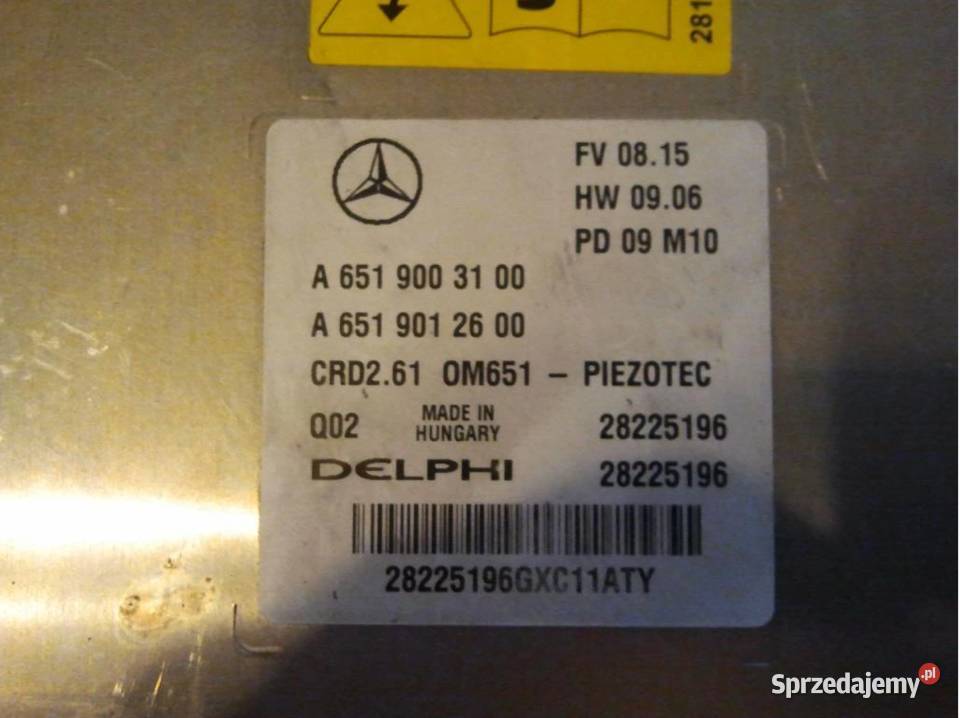 281
FV 08.15
HW 09.06
PD 09 M10
A 651 900 31 00
A 651 901 26 00
CRD2.61 OM651 – PIEZOTEC
Q02 MADE IN HUNGARY 28225196
DELPHI 28225196
28225196GXC11ATY
Sprzedajemy.pl